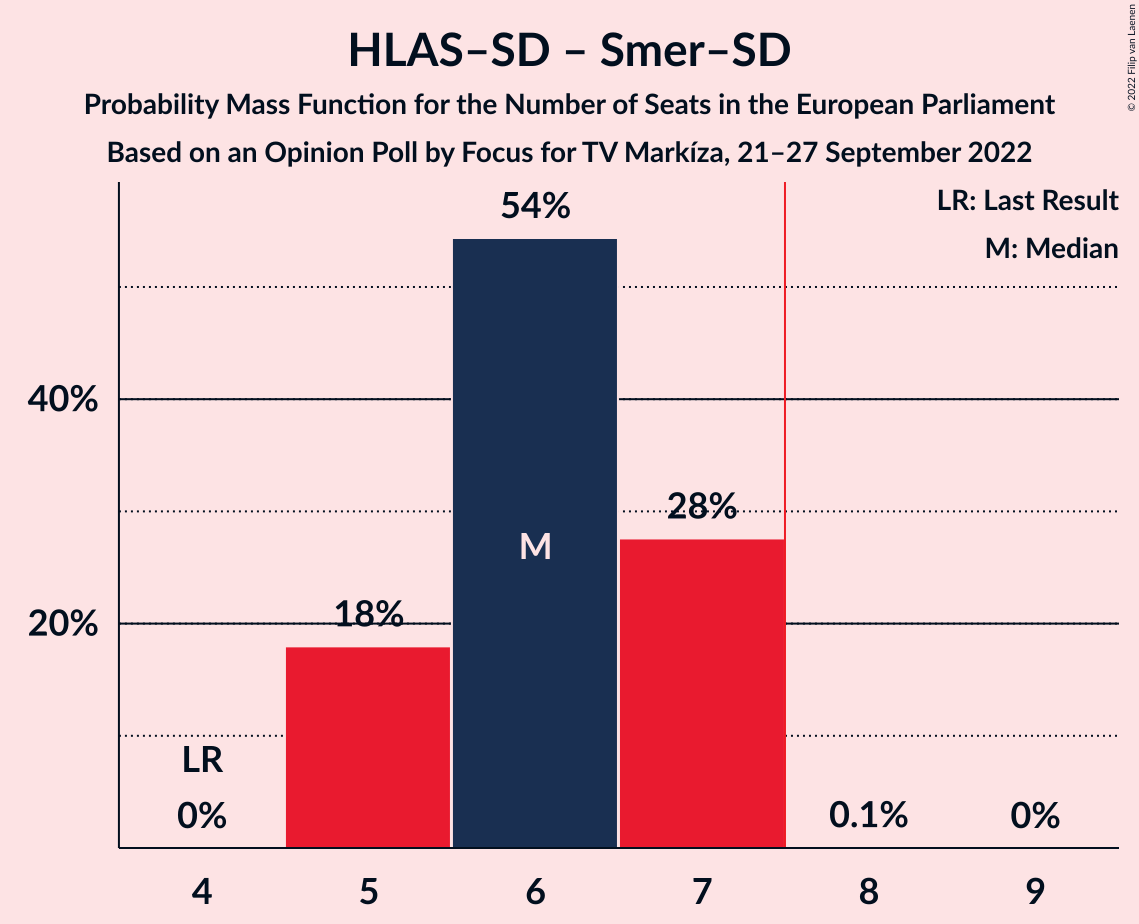 HLAS–SD – Smer–SD
Probability Mass Function for the Number of Seats in the European Parliament
Based on an Opinion Poll by Focus for TV Markíza, 21–27 September 2022
© 2022 Filip van Laenen
LR: Last Result
M: Median
54%
40%
28%
M
20%
18%
LR
0%
0.1%
0%
4
5
6
7
8
9